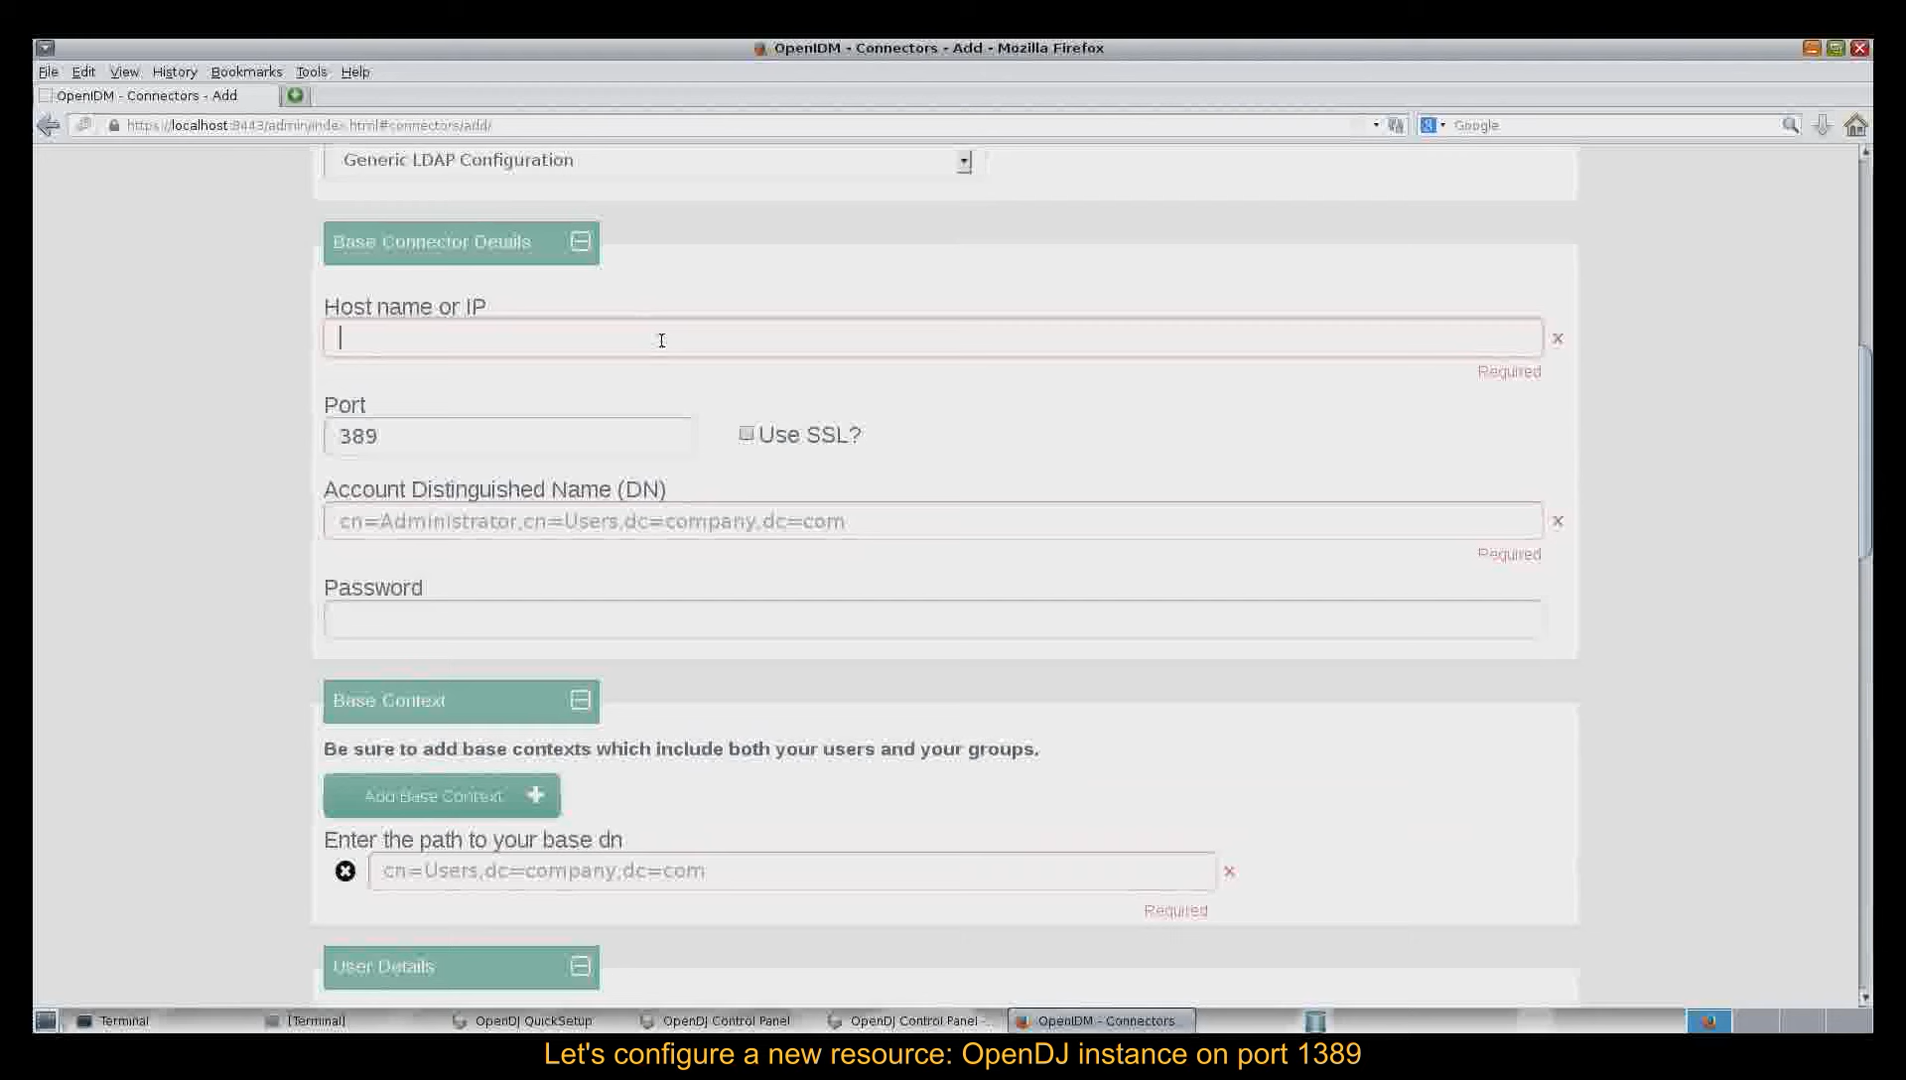 OpenIDM - Connectors - Add - Mozilla Firefox
File Edit View History Bookmarks Tools Help
OpenIDM - Connectors - Add
https://localhost:8443/admin/index.html#connectors/add/
Google
Generic LDAP Configuration
Base Connector Details
Host name or IP
x
Required
Port
389
Use SSL?
Account Distinguished Name (DN)
cn=Administrator,cn=Users,dc=company,dc=com
x
Required
Password
Base Context
Be sure to add base contexts which include both your users and your groups.
Add Base Context
Enter the path to your base dn
cn=Users,dc=company,dc=com
x
Required
User Details
Terminal [Terminal] OpenDJ QuickSetup OpenDJ Control Panel OpenDJ Control Panel -... OpenIDM - Connectors
Let's configure a new resource: OpenDJ instance on port 1389